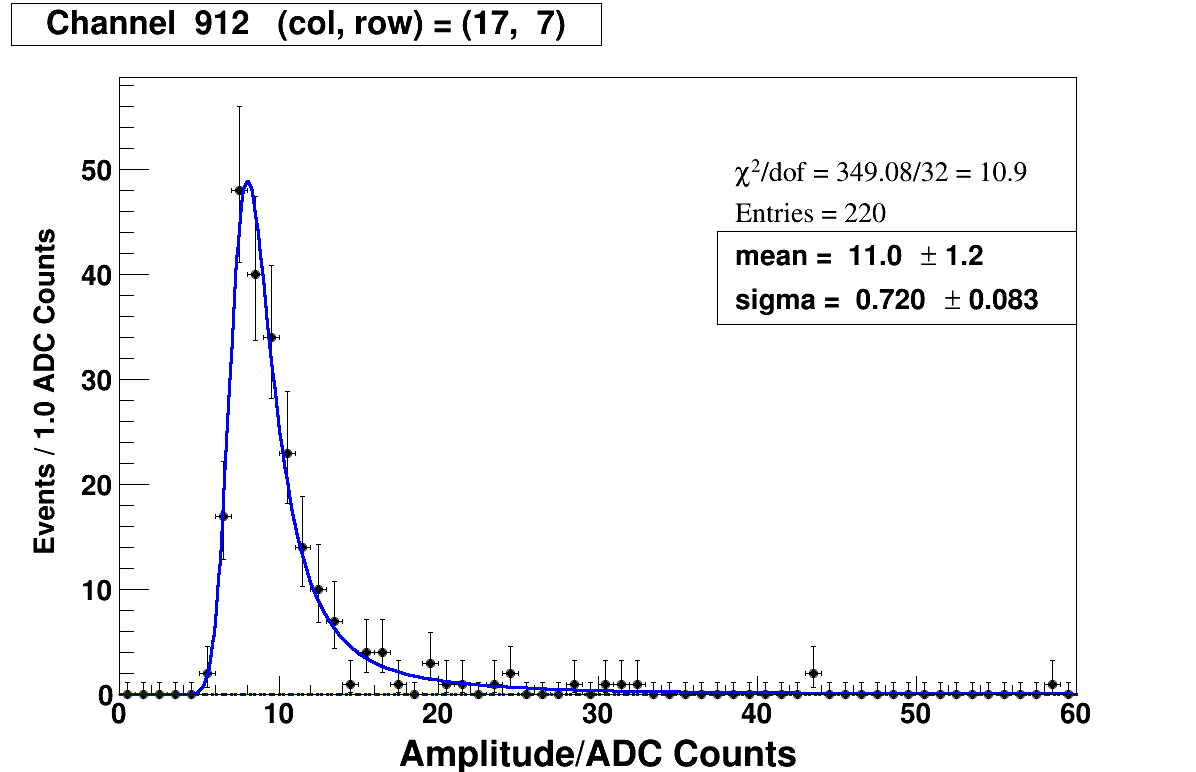 Channel 912 (col, row) = (17, 7)
χ²/dof = 349.08/32 = 10.9
Entries = 220
mean = 11.0 ± 1.2
sigma = 0.720 ± 0.083
Events / 1.0 ADC Counts
50
40
30
20
10
0
0 10 20 30 40 50 60
Amplitude/ADC Counts